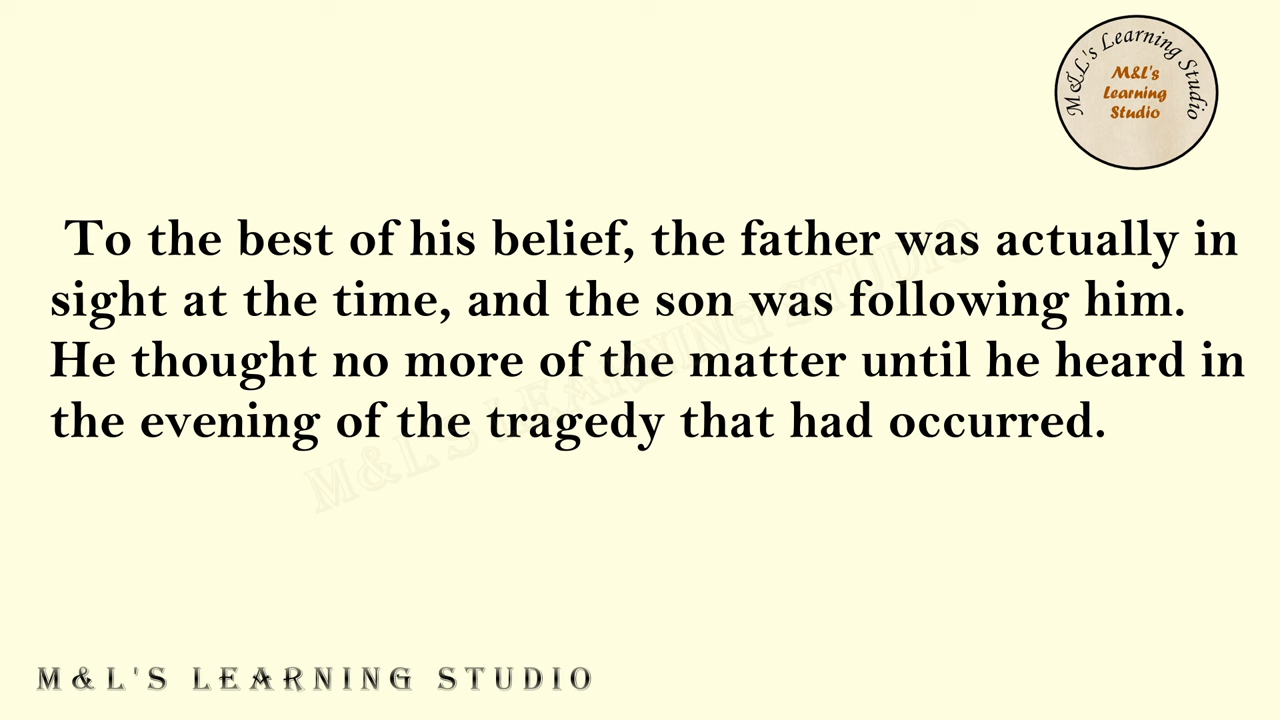 M&L's Learning Studio
M&L's
Learning
Studio
To the best of his belief, the father was actually in
sight at the time, and the son was following him.
He thought no more of the matter until he heard in
the evening of the tragedy that had occurred.
M&L'S LEARNING STUDIO
M&L'S LEARNING STUDIO